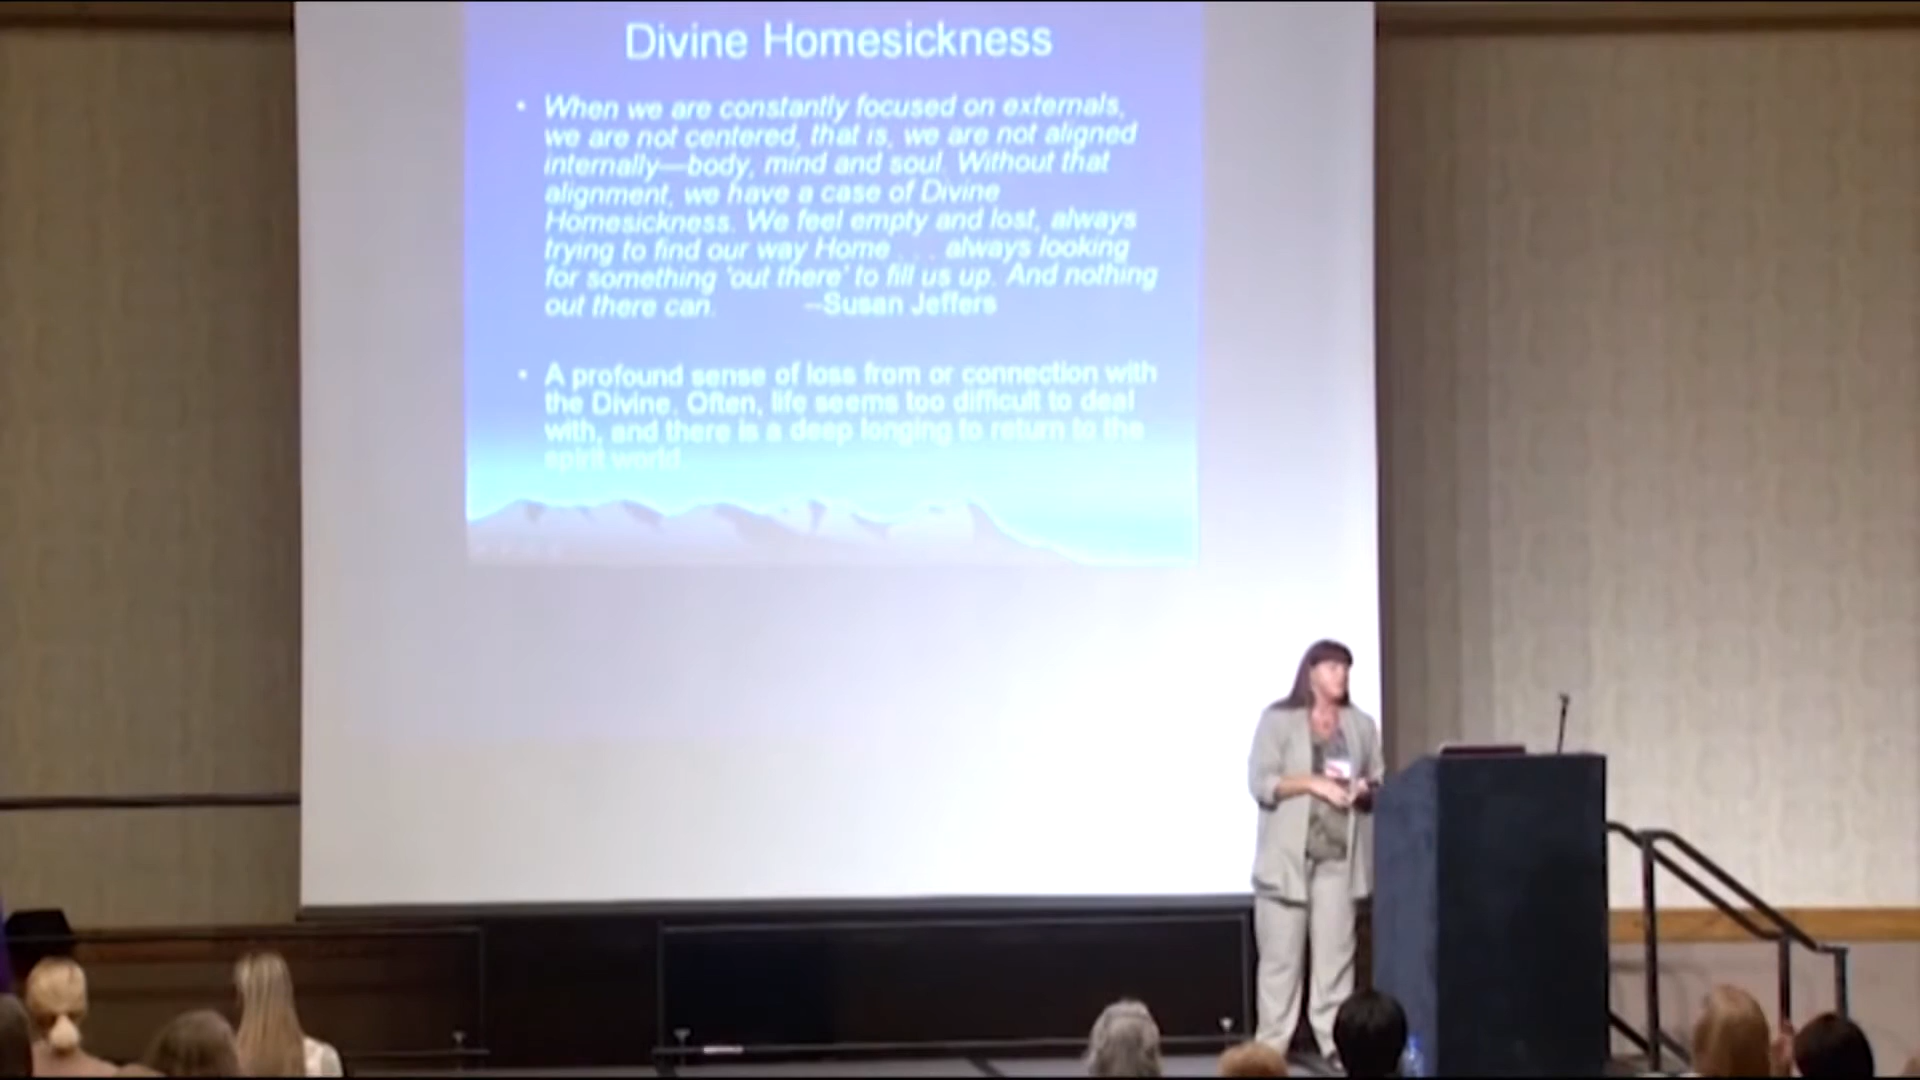 Divine Homesickness
• When we are constantly focused on externals,
we are not centered, that is, we are not aligned
internally—body, mind and soul. Without that
alignment, we have a case of Divine
Homesickness. We feel empty and lost, always
trying to find our way Home . . . always looking
for something 'out there' to fill us up. And nothing
out there can. –Susan Jeffers
• A profound sense of loss from or connection with
the Divine. Often, life seems too difficult to deal
with, and there is a deep longing to return to the
spirit world